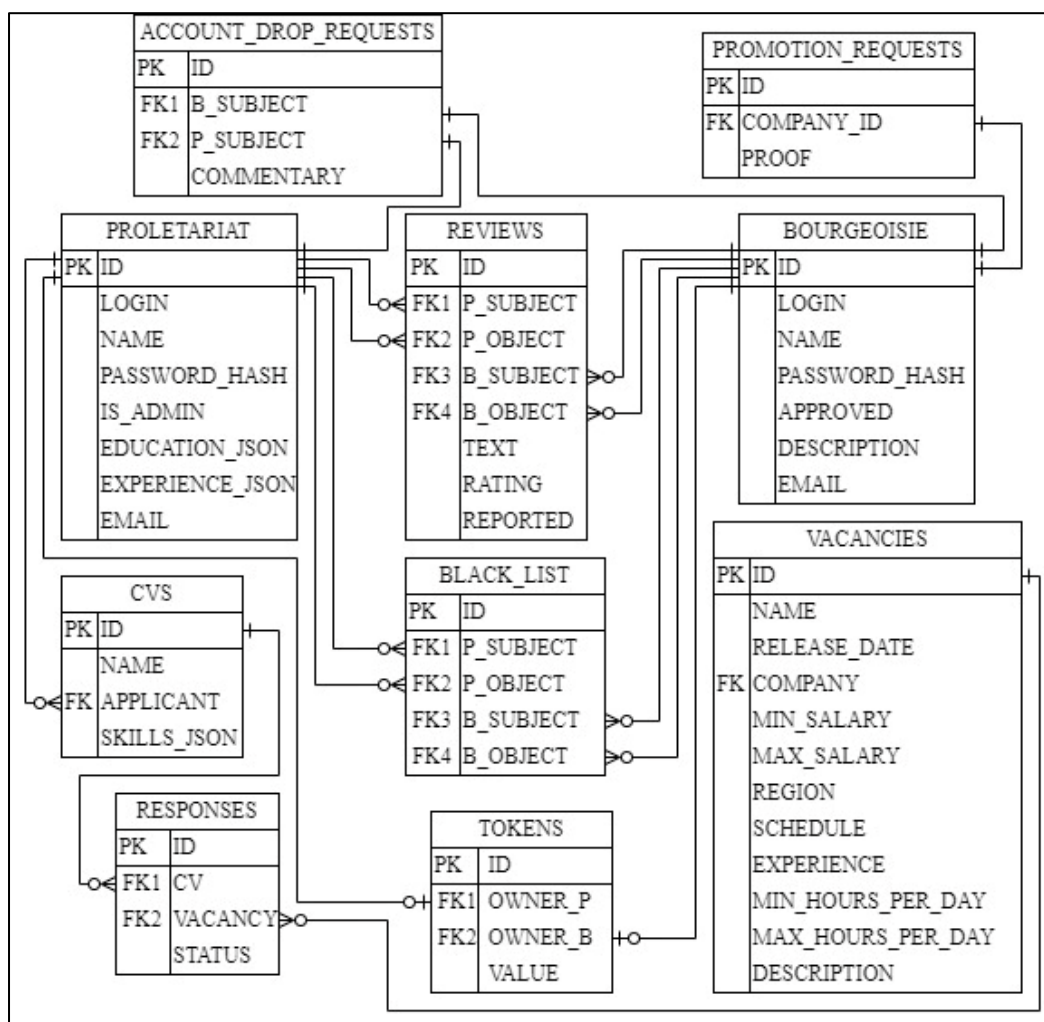 ACCOUNT_DROP_REQUESTS
PK ID
FK1 B_SUBJECT
FK2 P_SUBJECT
COMMENTARY
PROMOTION_REQUESTS
PK ID
FK COMPANY_ID
PROOF
PROLETARIAT
PK ID
LOGIN
NAME
PASSWORD_HASH
IS_ADMIN
EDUCATION_JSON
EXPERIENCE_JSON
EMAIL
REVIEWS
PK ID
FK1 P_SUBJECT
FK2 P_OBJECT
FK3 B_SUBJECT
FK4 B_OBJECT
TEXT
RATING
REPORTED
BOURGEOISIE
PK ID
LOGIN
NAME
PASSWORD_HASH
APPROVED
DESCRIPTION
EMAIL
CVS
PK ID
NAME
FK APPLICANT
SKILLS_JSON
BLACK_LIST
PK ID
FK1 P_SUBJECT
FK2 P_OBJECT
FK3 B_SUBJECT
FK4 B_OBJECT
VACANCIES
PK ID
NAME
RELEASE_DATE
FK COMPANY
MIN_SALARY
MAX_SALARY
REGION
SCHEDULE
EXPERIENCE
MIN_HOURS_PER_DAY
MAX_HOURS_PER_DAY
DESCRIPTION
RESPONSES
PK ID
FK1 CV
FK2 VACANCY
STATUS
TOKENS
PK ID
FK1 OWNER_P
FK2 OWNER_B
VALUE